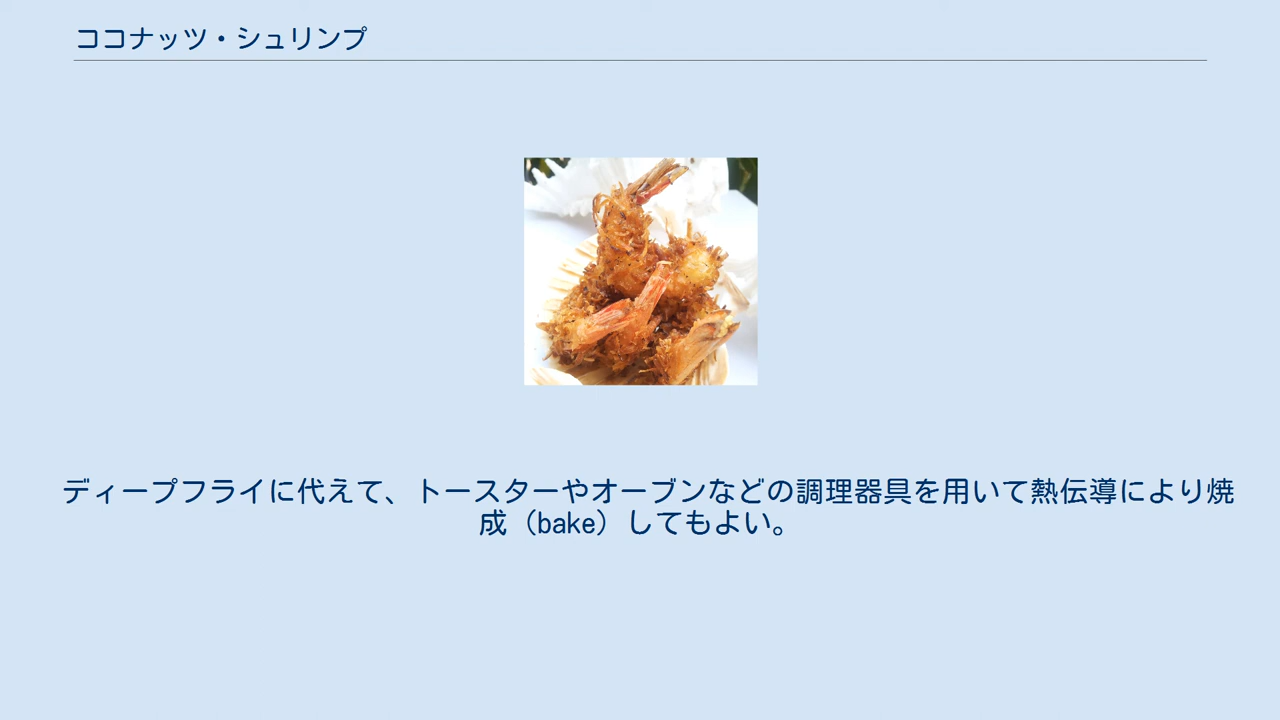 ココナッツ・シュリンプ
ディープフライに代えて、トースターやオーブンなどの調理器具を用いて熱伝導により焼
成（bake）してもよい。